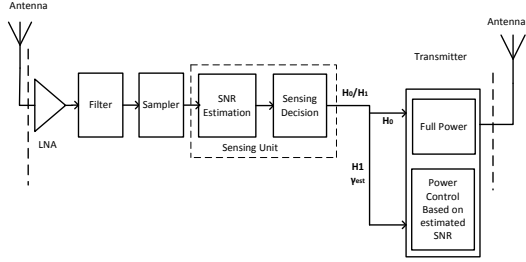 Antenna
LNA
Filter
Sampler
SNR
Estimation
Sensing
Decision
Sensing Unit
H₀/H₁
H₀
H1
γest
Transmitter
Antenna
Full Power
Power
Control
Based on
estimated
SNR